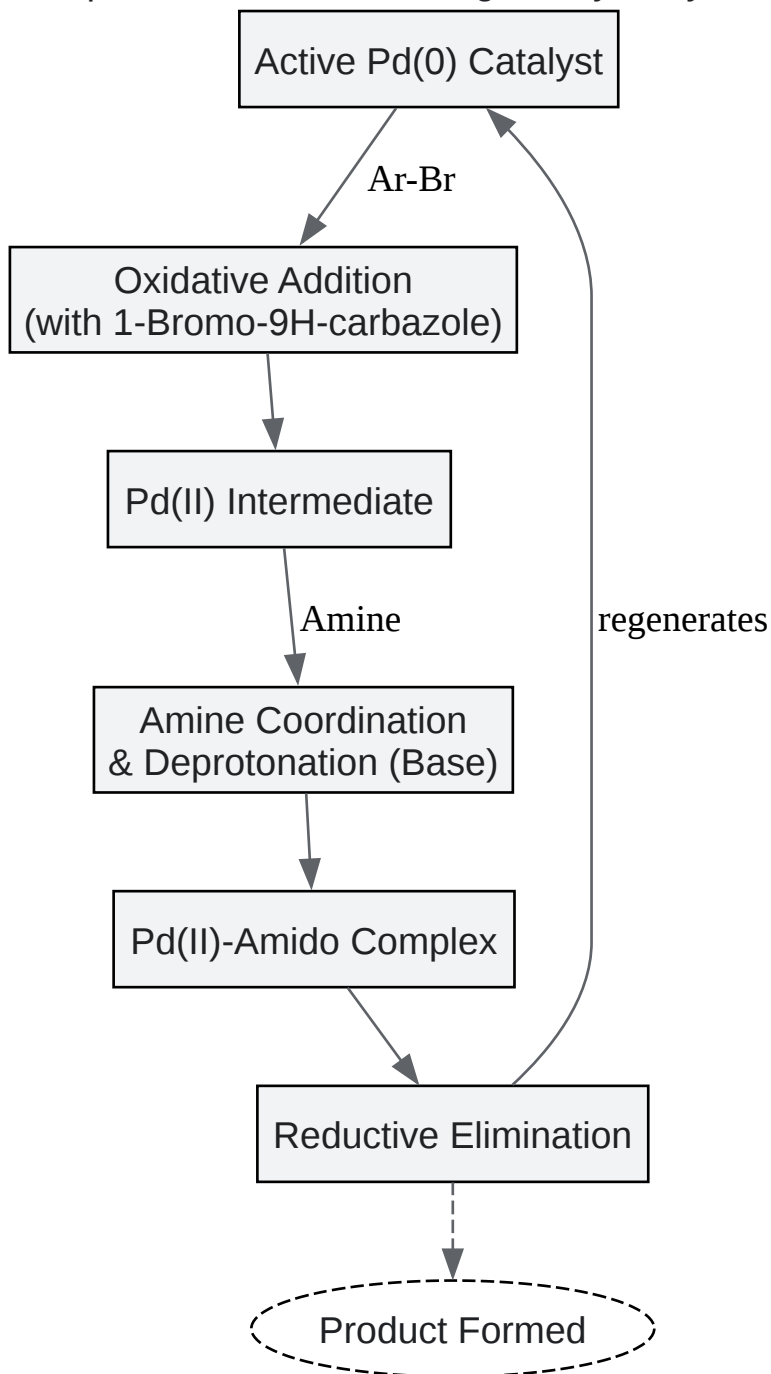 Active Pd(0) Catalyst
Ar-Br
Oxidative Addition
(with 1-Bromo-9H-carbazole)
Pd(II) Intermediate
Amine
regenerates
Amine Coordination
& Deprotonation (Base)
Pd(II)-Amido Complex
Reductive Elimination
Product Formed